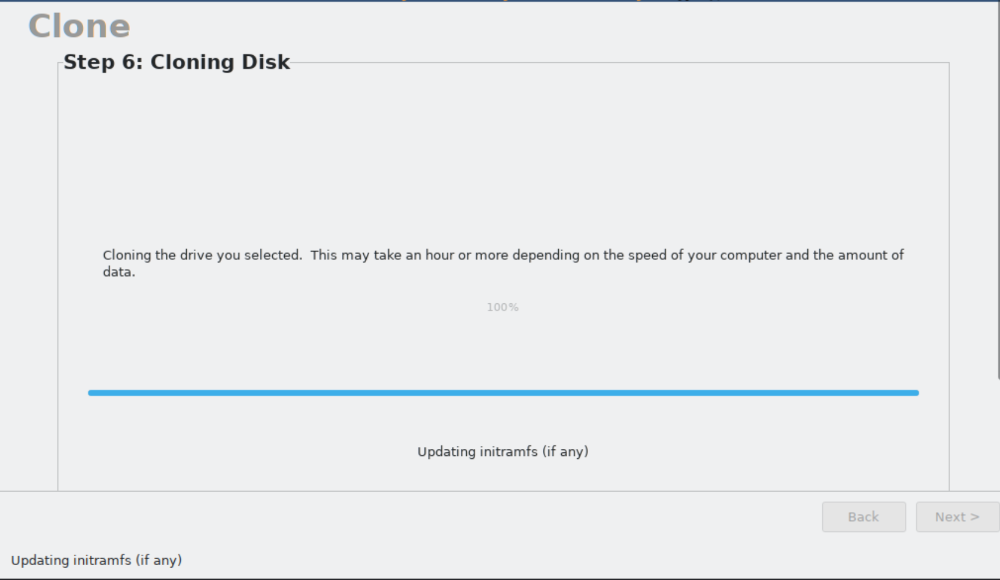 Clone
Step 6: Cloning Disk
Cloning the drive you selected.  This may take an hour or more depending on the speed of your computer and the amount of
data.
100%
Updating initramfs (if any)
Back
Next >
Updating initramfs (if any)